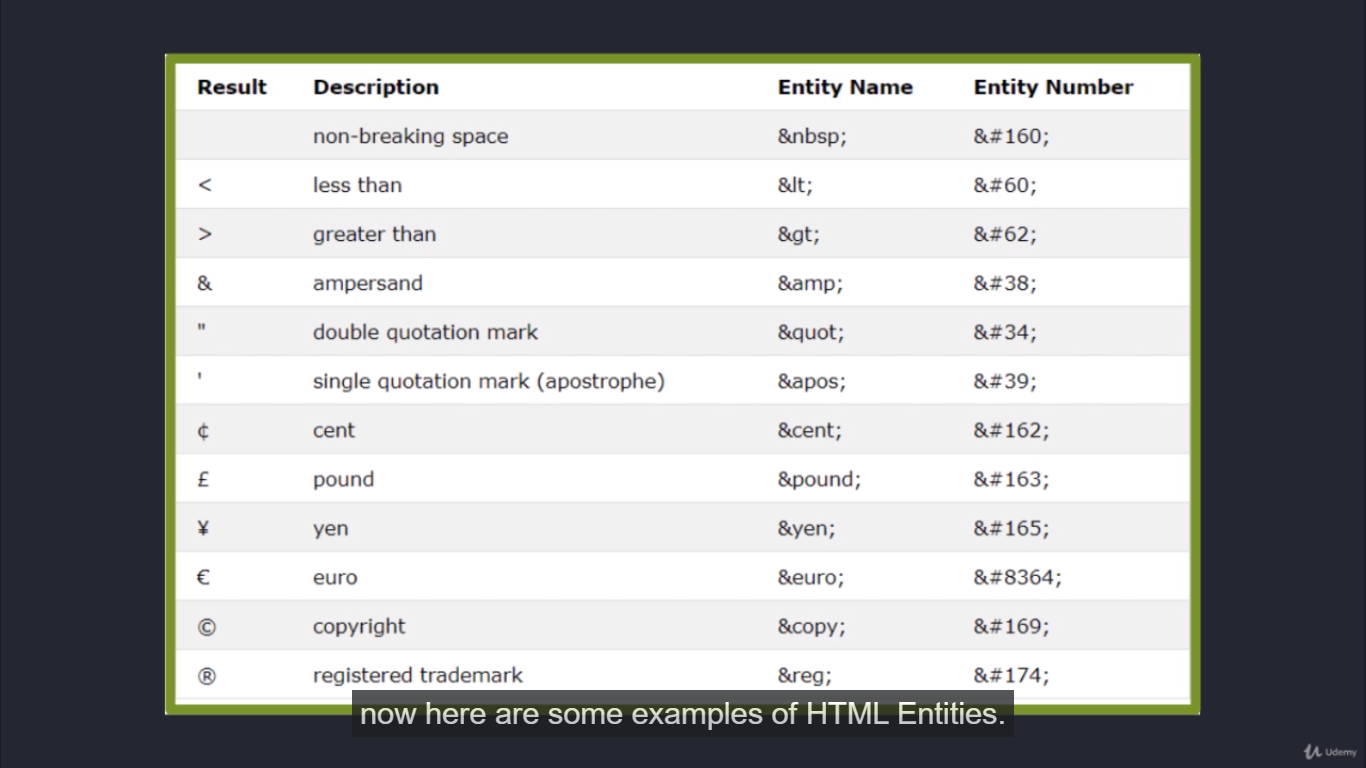 Result Description Entity Name Entity Number
non-breaking space &nbsp; &#160;
< less than &lt; &#60;
> greater than &gt; &#62;
& ampersand &amp; &#38;
" double quotation mark &quot; &#34;
' single quotation mark (apostrophe) &apos; &#39;
¢ cent &cent; &#162;
£ pound &pound; &#163;
¥ yen &yen; &#165;
€ euro &euro; &#8364;
© copyright &copy; &#169;
® registered trademark &reg; &#174;
now here are some examples of HTML Entities.
Udemy